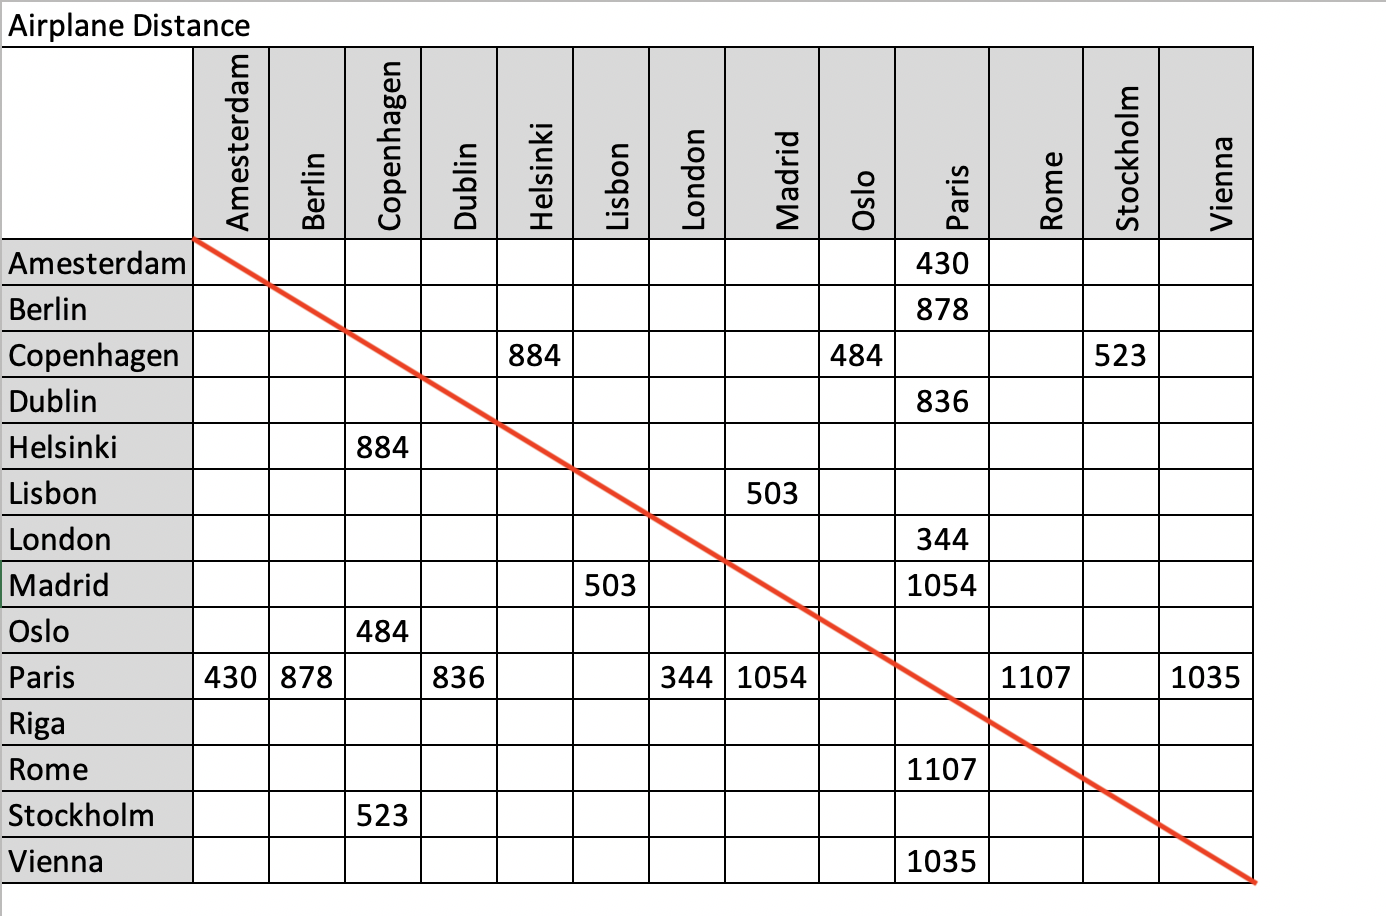 Airplane Distance
Amesterdam Berlin Copenhagen Dublin Helsinki Lisbon London Madrid Oslo Paris Rome Stockholm Vienna
Amesterdam 430
Berlin 878
Copenhagen 884 484 523
Dublin 836
Helsinki 884
Lisbon 503
London 344
Madrid 503 1054
Oslo 484
Paris 430 878 836 344 1054 1107 1035
Riga
Rome 1107
Stockholm 523
Vienna 1035